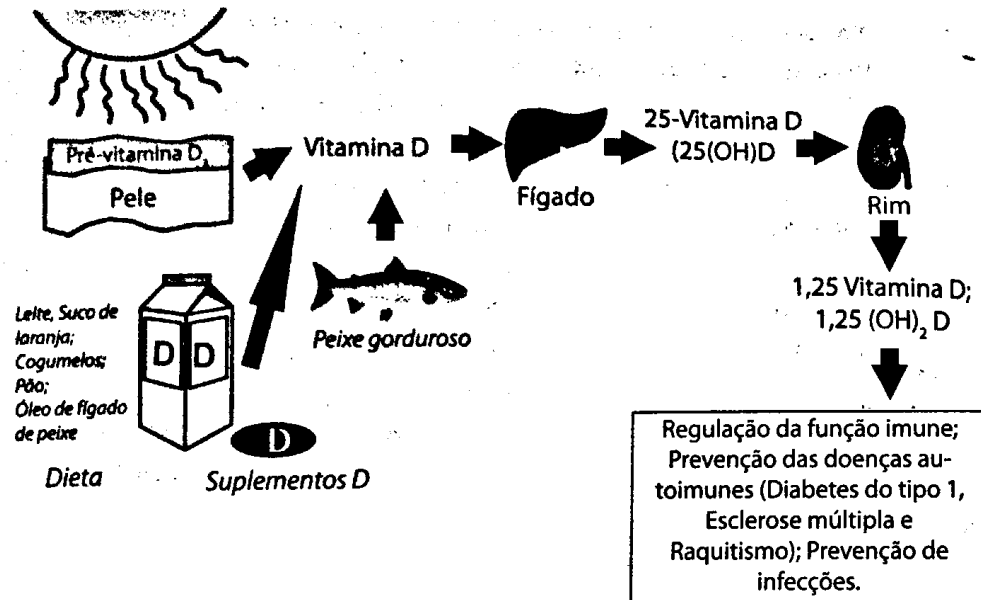 Pré-vitamina D₃
Pele
Vitamina D
Fígado
25-Vitamina D
(25(OH)D
Rim
1,25 Vitamina D;
1,25 (OH)₂ D
Leite, Suco de
laranja;
Cogumelos;
Pão;
Óleo de fígado
de peixe
Dieta
D D
D
Suplementos D
Peixe gorduroso
Regulação da função imune;
Prevenção das doenças au-
toimunes (Diabetes do tipo 1,
Esclerose múltipla e
Raquitismo); Prevenção de
infecções.